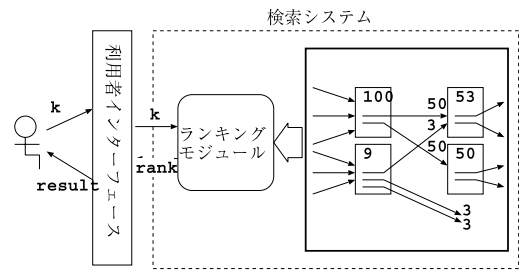 検索システム
利用者インターフェース
k
result
k
rank
ランキング
モジュール
100
9
50
3
50
53
50
3
3